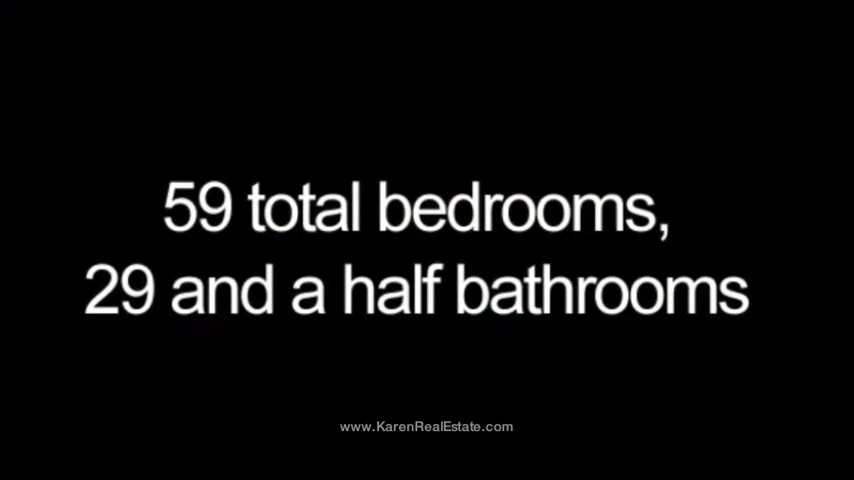 59 total bedrooms,
29 and a half bathrooms
www.KarenRealEstate.com